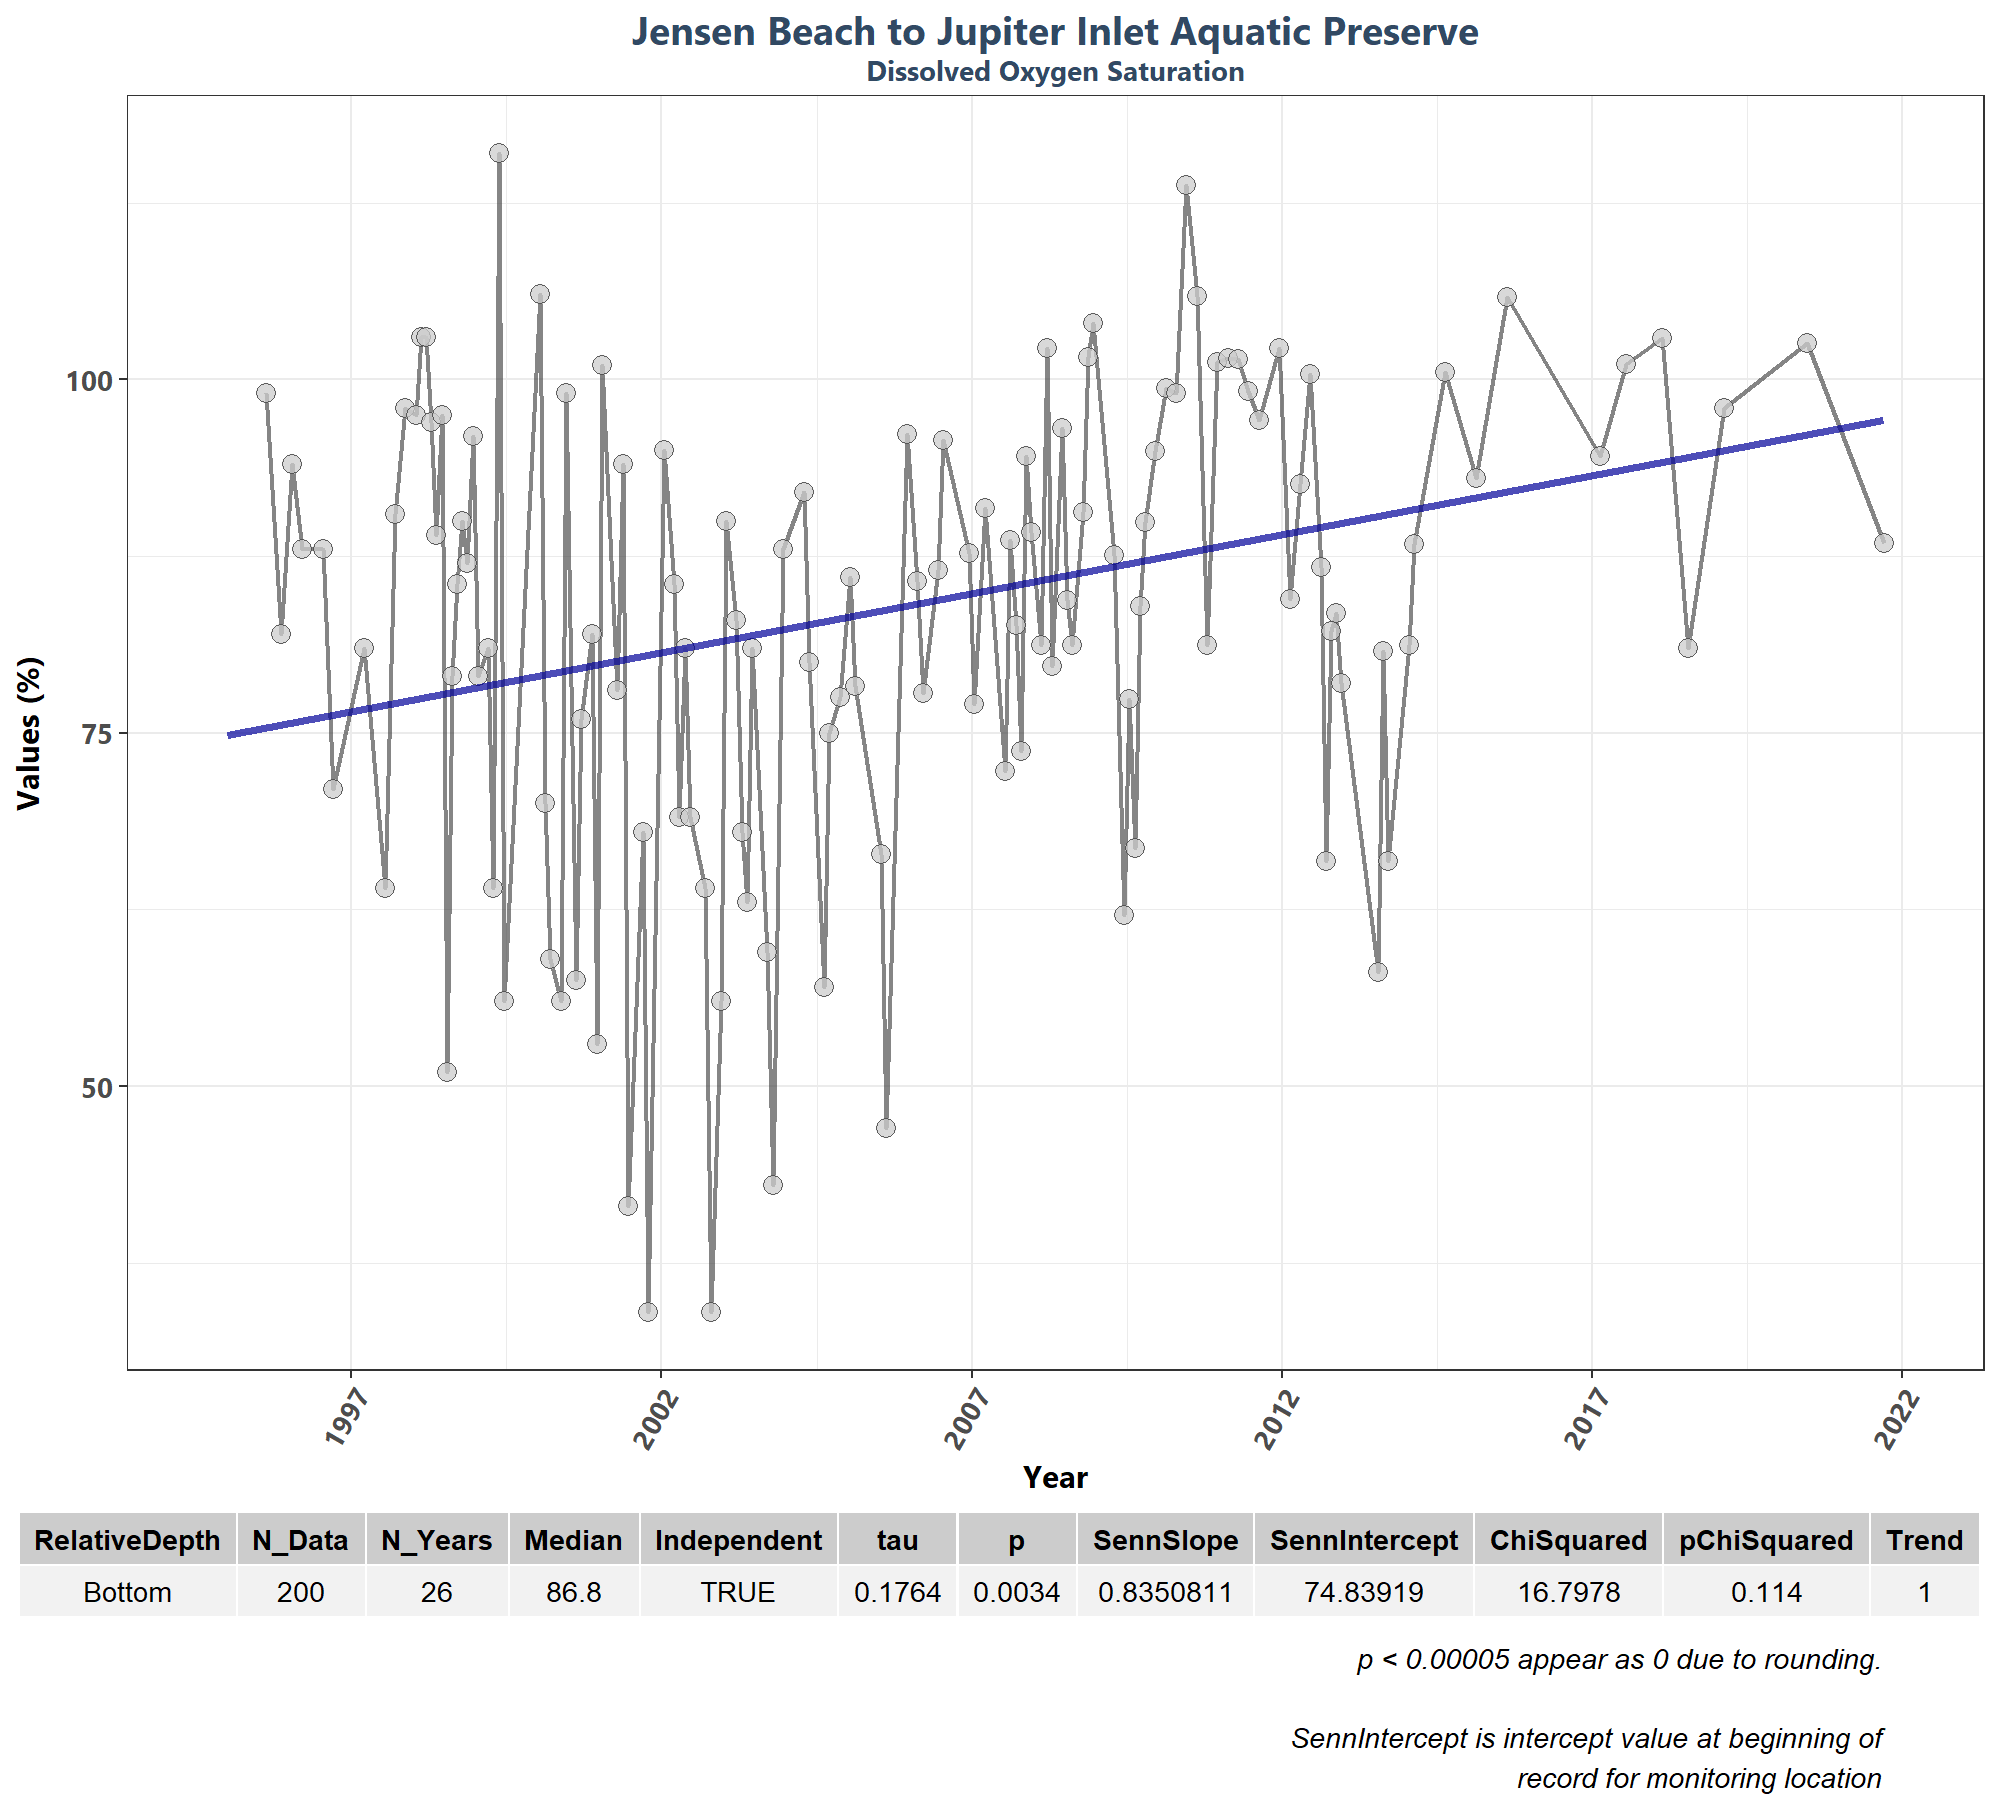 Jensen Beach to Jupiter Inlet Aquatic Preserve
Dissolved Oxygen Saturation
Values (%)
100
75
50
1997
2002
2007
2012
2017
2022
Year
RelativeDepth N_Data N_Years Median Independent tau p SennSlope SennIntercept ChiSquared pChiSquared Trend
Bottom 200 26 86.8 TRUE 0.1764 0.0034 0.8350811 74.83919 16.7978 0.114 1
p < 0.00005 appear as 0 due to rounding.
SennIntercept is intercept value at beginning of
record for monitoring location